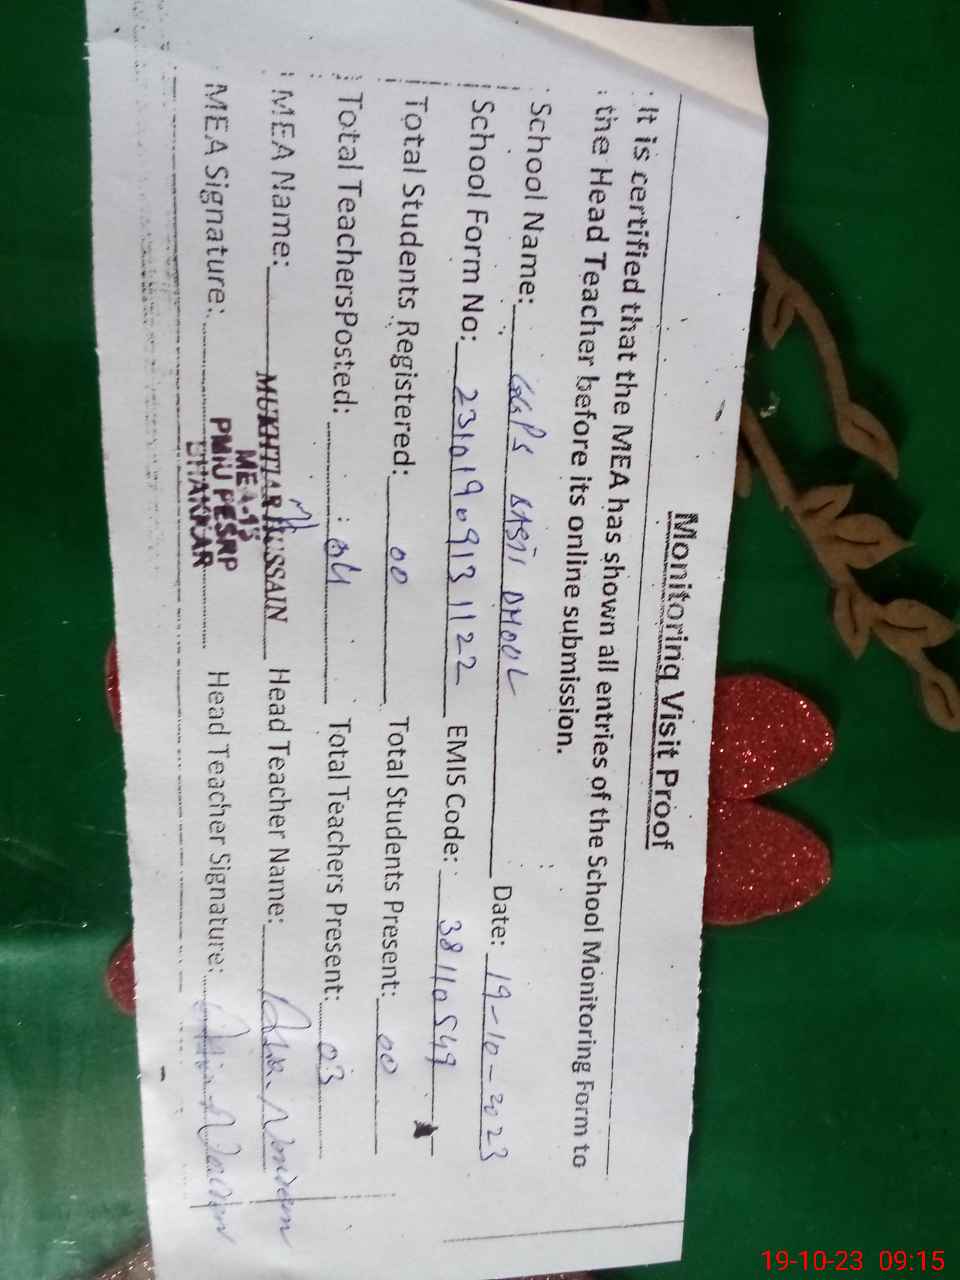 Monitoring Visit Proof
It is certified that the MEA has shown all entries of the School Monitoring Form to
the Head Teacher before its online submission.
School Name: GGPS BASTI DHOOL Date: 19-10-2023
School Form No: 2310190913 1122 EMIS Code: 38110549
Total Students Registered: 00 Total Students Present: 00
Total TeachersPosted: 04 Total Teachers Present: 03
MEA Name: MUKHTIAR HUSSAIN Head Teacher Name:
MEA Signature: Head Teacher Signature:
MEA-15
PMIU PESRP
BHAKKAR
19-10-23 09:15